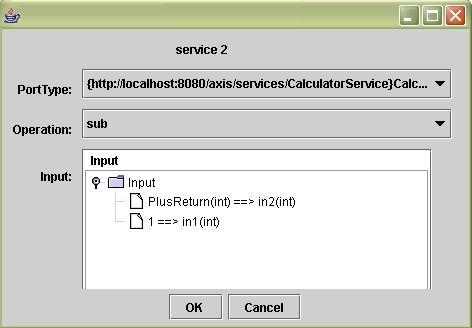 service 2
PortType: {http://localhost:8080/axis/services/CalculatorService}Calc...
Operation: sub
Input: Input
Input
PlusReturn(int) ==> in2(int)
1 ==> in1(int)
OK Cancel